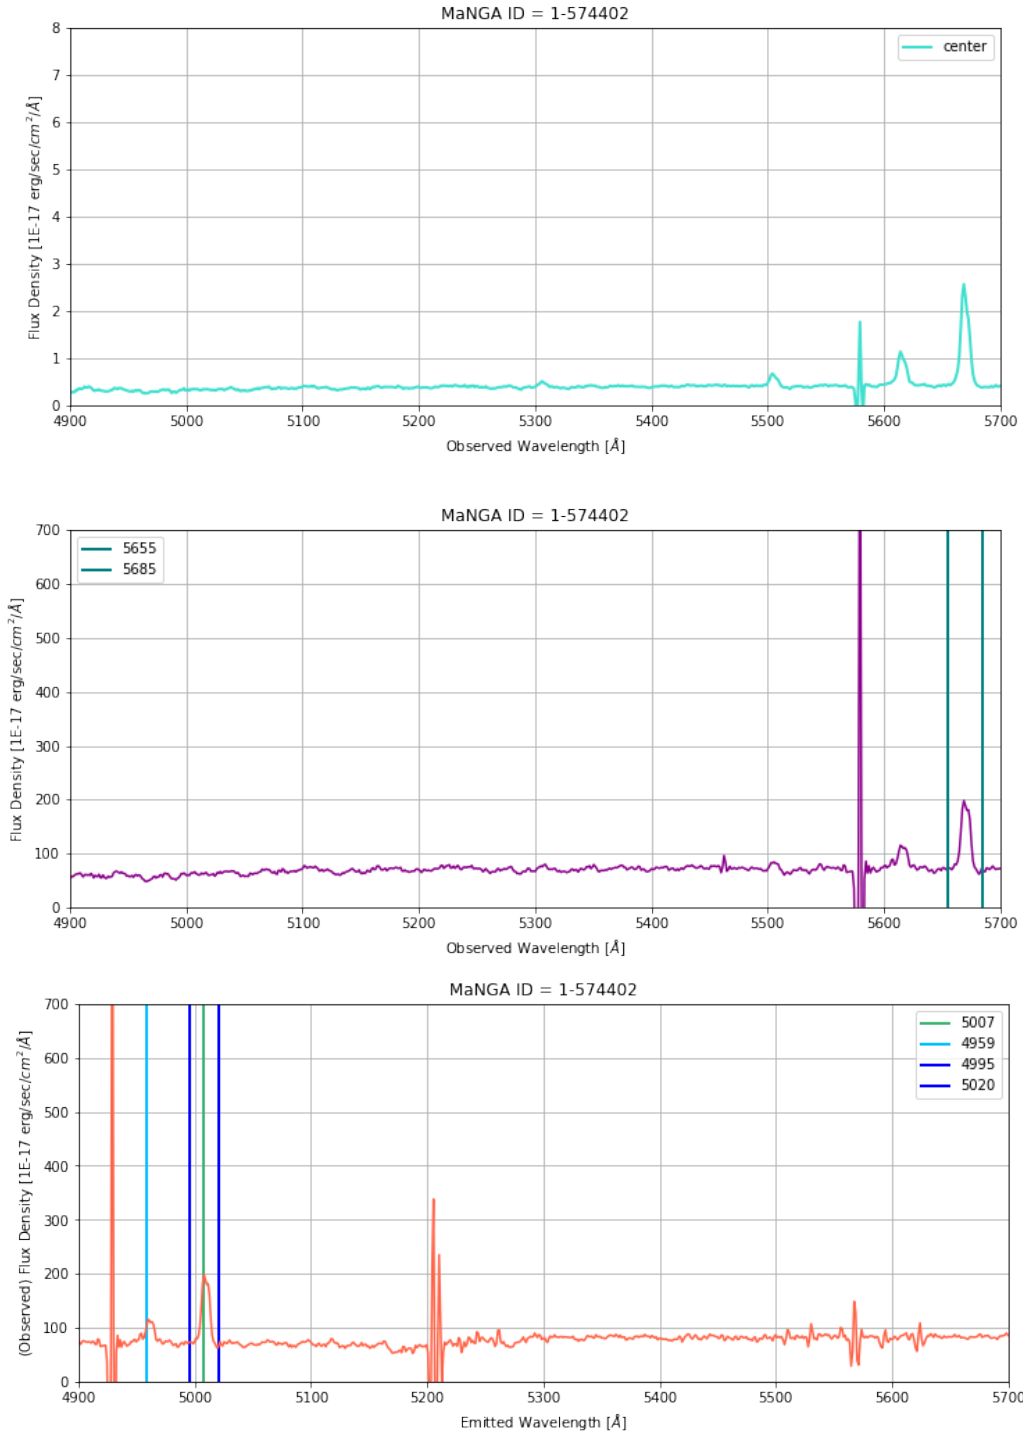 MaNGA ID = 1-574402
8
7
6
5
4
3
2
1
0
Flux Density [1E-17 erg/sec/cm²/Å]
center
4900 5000 5100 5200 5300 5400 5500 5600 5700
Observed Wavelength [Å]
MaNGA ID = 1-574402
700
600
500
400
300
200
100
0
Flux Density [1E-17 erg/sec/cm²/Å]
5655
5685
4900 5000 5100 5200 5300 5400 5500 5600 5700
Observed Wavelength [Å]
MaNGA ID = 1-574402
700
600
500
400
300
200
100
0
(Observed) Flux Density [1E-17 erg/sec/cm²/Å]
5007
4959
4995
5020
4900 5000 5100 5200 5300 5400 5500 5600 5700
Emitted Wavelength [Å]